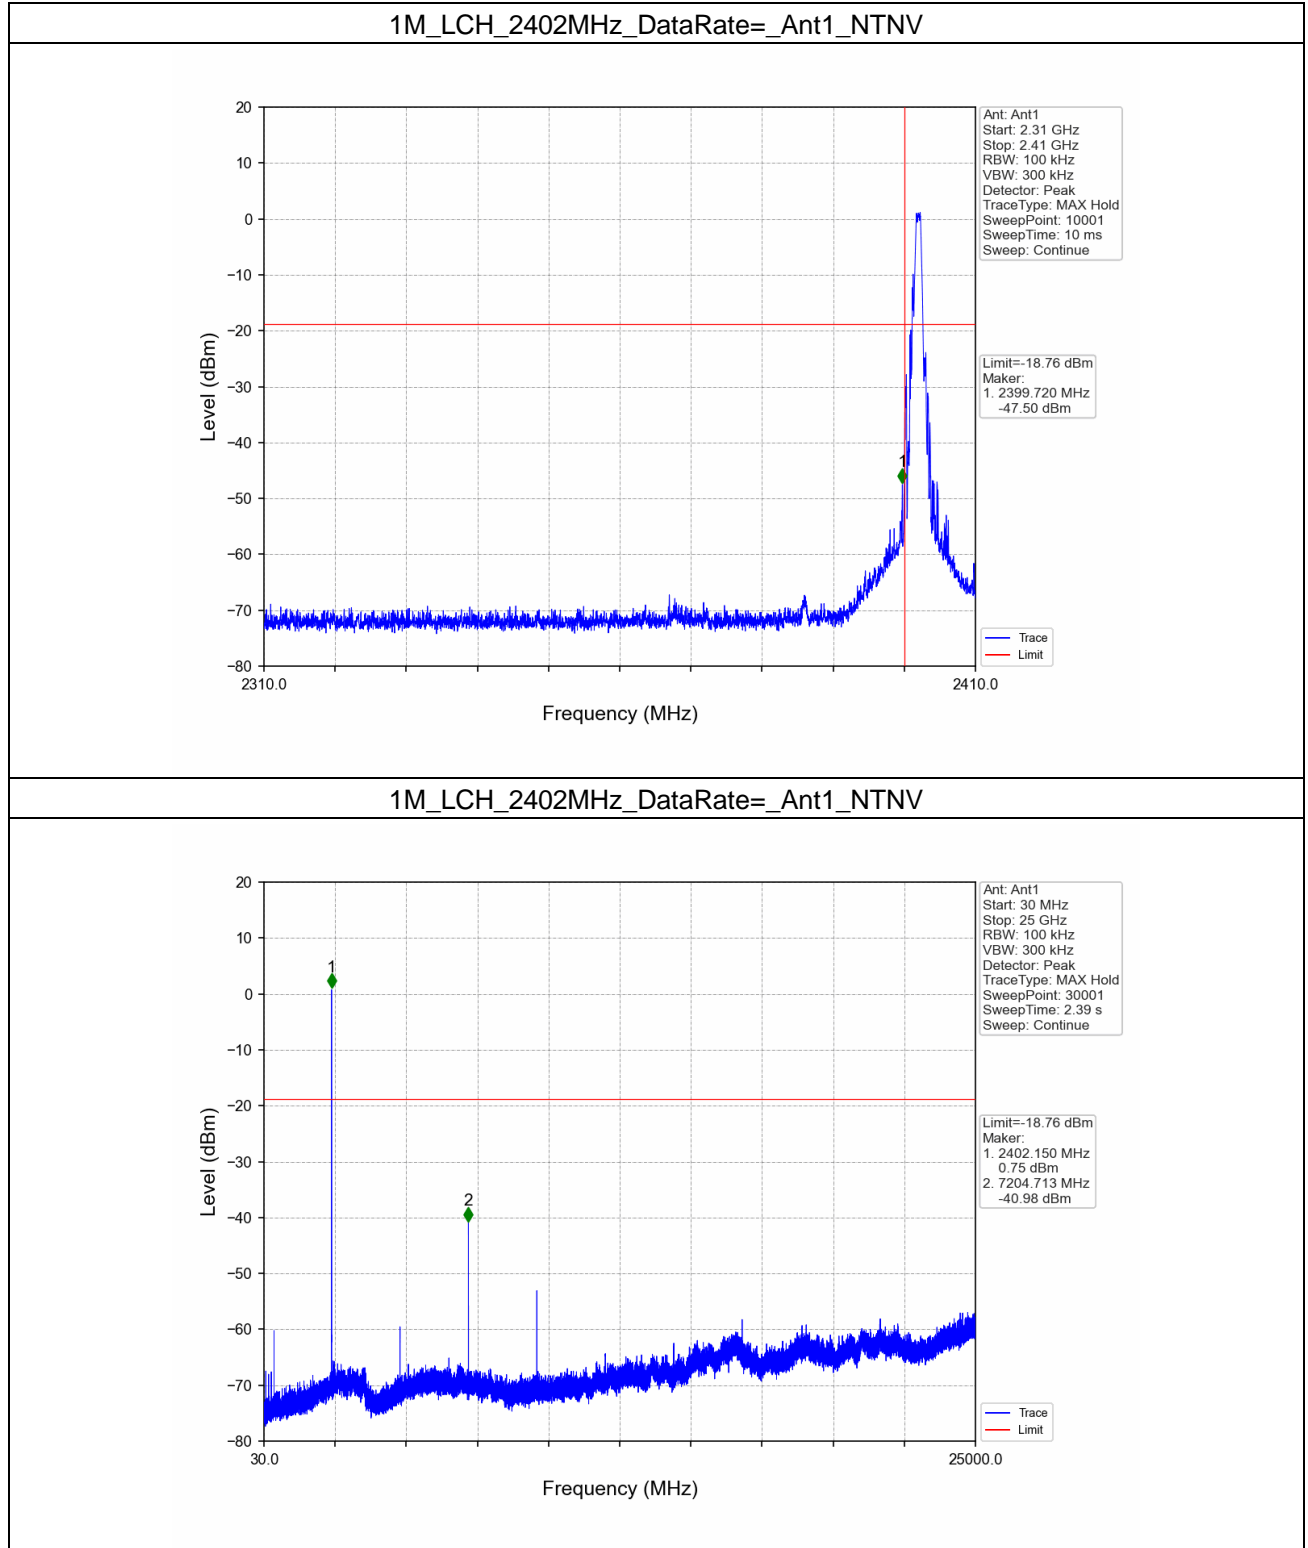 1M_LCH_2402MHz_DataRate=_Ant1_NTNV
20
10
0
−10
−20
−30
−40
−50
−60
−70
−80
Level (dBm)
2310.0
2410.0
Frequency (MHz)
1
Ant: Ant1
Start: 2.31 GHz
Stop: 2.41 GHz
RBW: 100 kHz
VBW: 300 kHz
Detector: Peak
TraceType: MAX Hold
SweepPoint: 10001
SweepTime: 10 ms
Sweep: Continue
Limit=-18.76 dBm
Maker:
1. 2399.720 MHz
-47.50 dBm
Trace
Limit
1M_LCH_2402MHz_DataRate=_Ant1_NTNV
20
10
0
−10
−20
−30
−40
−50
−60
−70
−80
Level (dBm)
30.0
25000.0
Frequency (MHz)
1
2
Ant: Ant1
Start: 30 MHz
Stop: 25 GHz
RBW: 100 kHz
VBW: 300 kHz
Detector: Peak
TraceType: MAX Hold
SweepPoint: 30001
SweepTime: 2.39 s
Sweep: Continue
Limit=-18.76 dBm
Maker:
1. 2402.150 MHz
0.75 dBm
2. 7204.713 MHz
-40.98 dBm
Trace
Limit